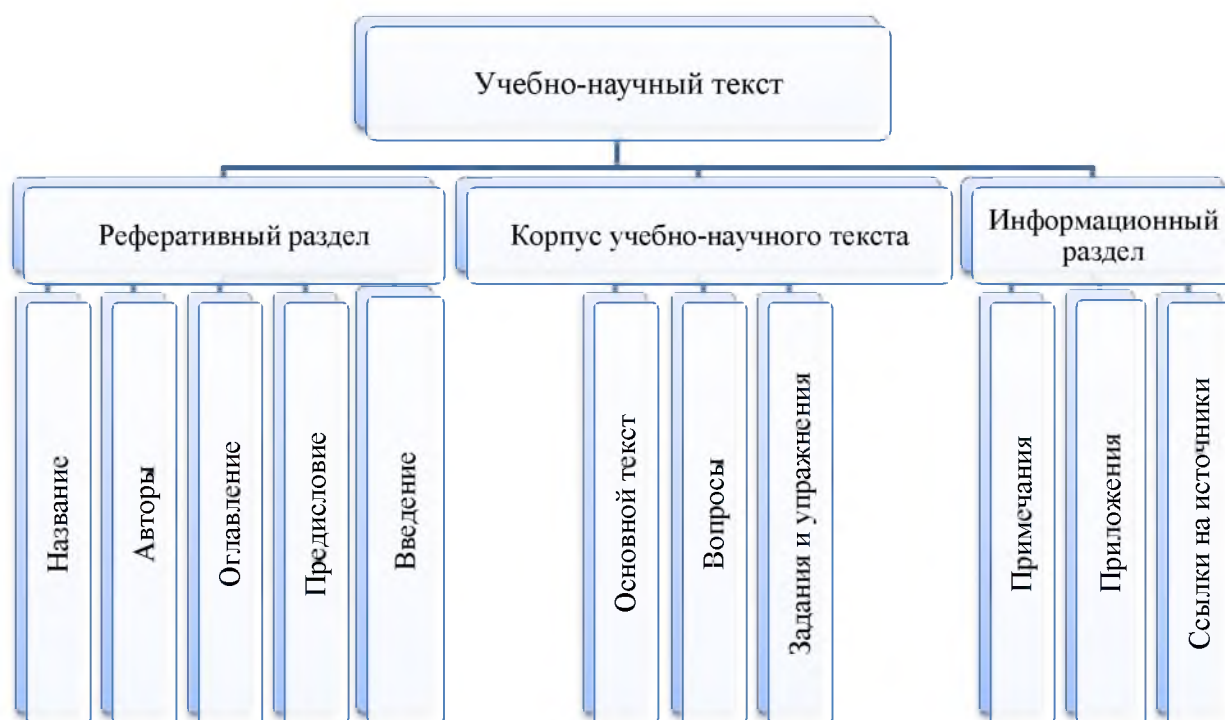 Учебно-научный текст
Реферативный раздел
Корпус учебно-научного текста
Информационный
раздел
Название
Авторы
Оглавление
Предисловие
Введение
Основной текст
Вопросы
Задания и упражнения
Примечания
Приложения
Ссылки на источники